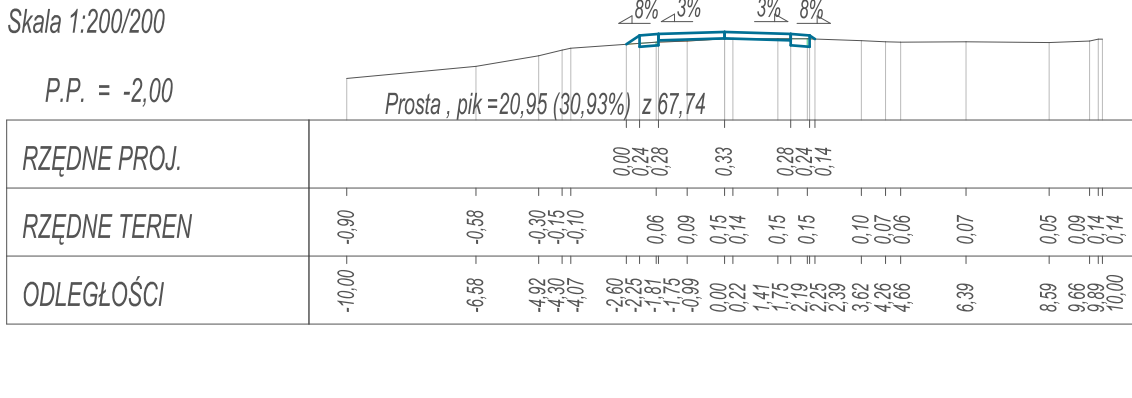 8% 3% 3% 8%
Skala 1:200/200
P.P. = -2,00
Prosta , pik =20,95 (30,93%) z 67,74
RZĘDNE PROJ. 0,00 0,24 0,28 0,33 0,28 0,24 0,14
RZĘDNE TEREN -0,90 -0,58 -0,30 -0,15 -0,10 0,06 0,09 0,15 0,14 0,15 0,15 0,10 0,07 0,06 0,07 0,05 0,09 0,14 0,14
ODLEGŁOŚCI -10,00 -6,58 -4,92 -4,30 -4,07 -2,60 -2,25 -1,81 -1,75 -0,99 0,00 0,22 1,41 1,75 2,19 2,25 2,39 3,62 4,26 4,66 6,39 8,59 9,66 9,89 10,00